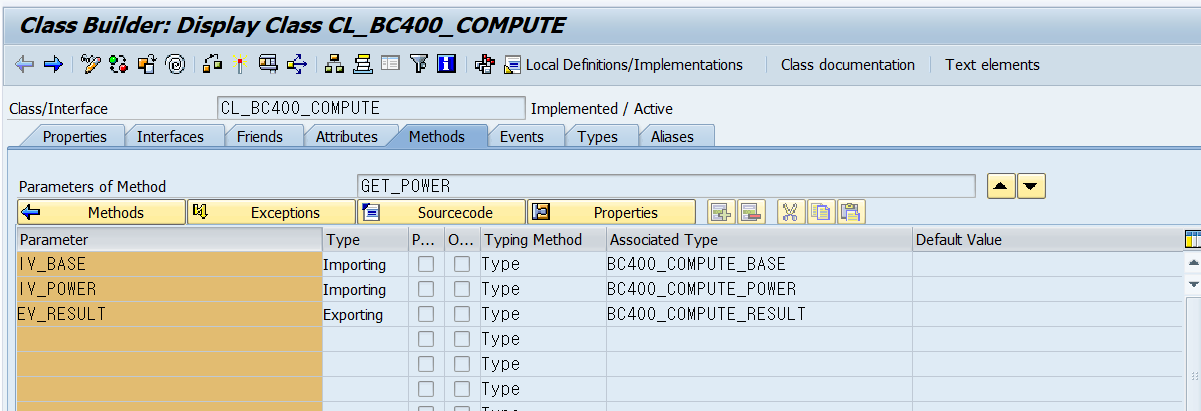 Class Builder: Display Class CL_BC400_COMPUTE
Local Definitions/Implementations Class documentation Text elements
Class/Interface CL_BC400_COMPUTE Implemented / Active
Properties Interfaces Friends Attributes Methods Events Types Aliases
Parameters of Method GET_POWER
Methods Exceptions Sourcecode Properties
Parameter Type P... O... Typing Method Associated Type Default Value
IV_BASE Importing Type BC400_COMPUTE_BASE
IV_POWER Importing Type BC400_COMPUTE_POWER
EV_RESULT Exporting Type BC400_COMPUTE_RESULT
Type
Type
Type